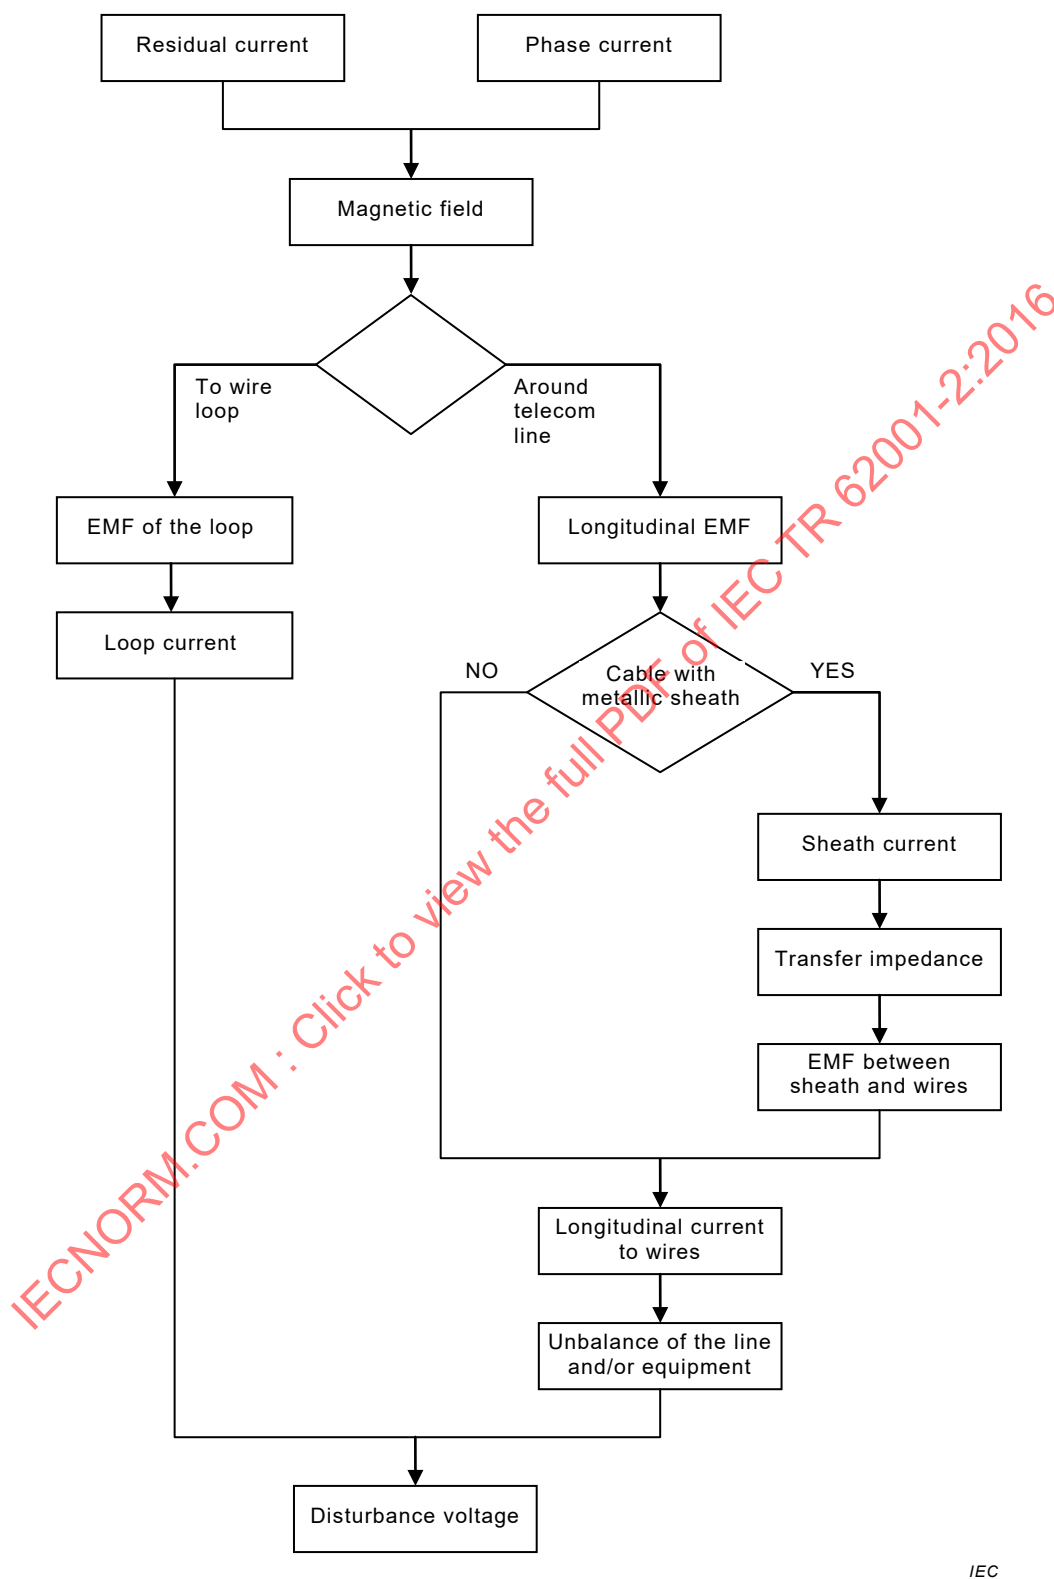 Residual current
Phase current
Magnetic field
To wire
loop
Around
telecom
line
EMF of the loop
Longitudinal EMF
Loop current
NO
Cable with
metallic sheath
YES
Sheath current
Transfer impedance
EMF between
sheath and wires
Longitudinal current
to wires
Unbalance of the line
and/or equipment
Disturbance voltage
IEC
IECNORM.COM : Click to view the full PDF of IEC TR 62001-2:2016